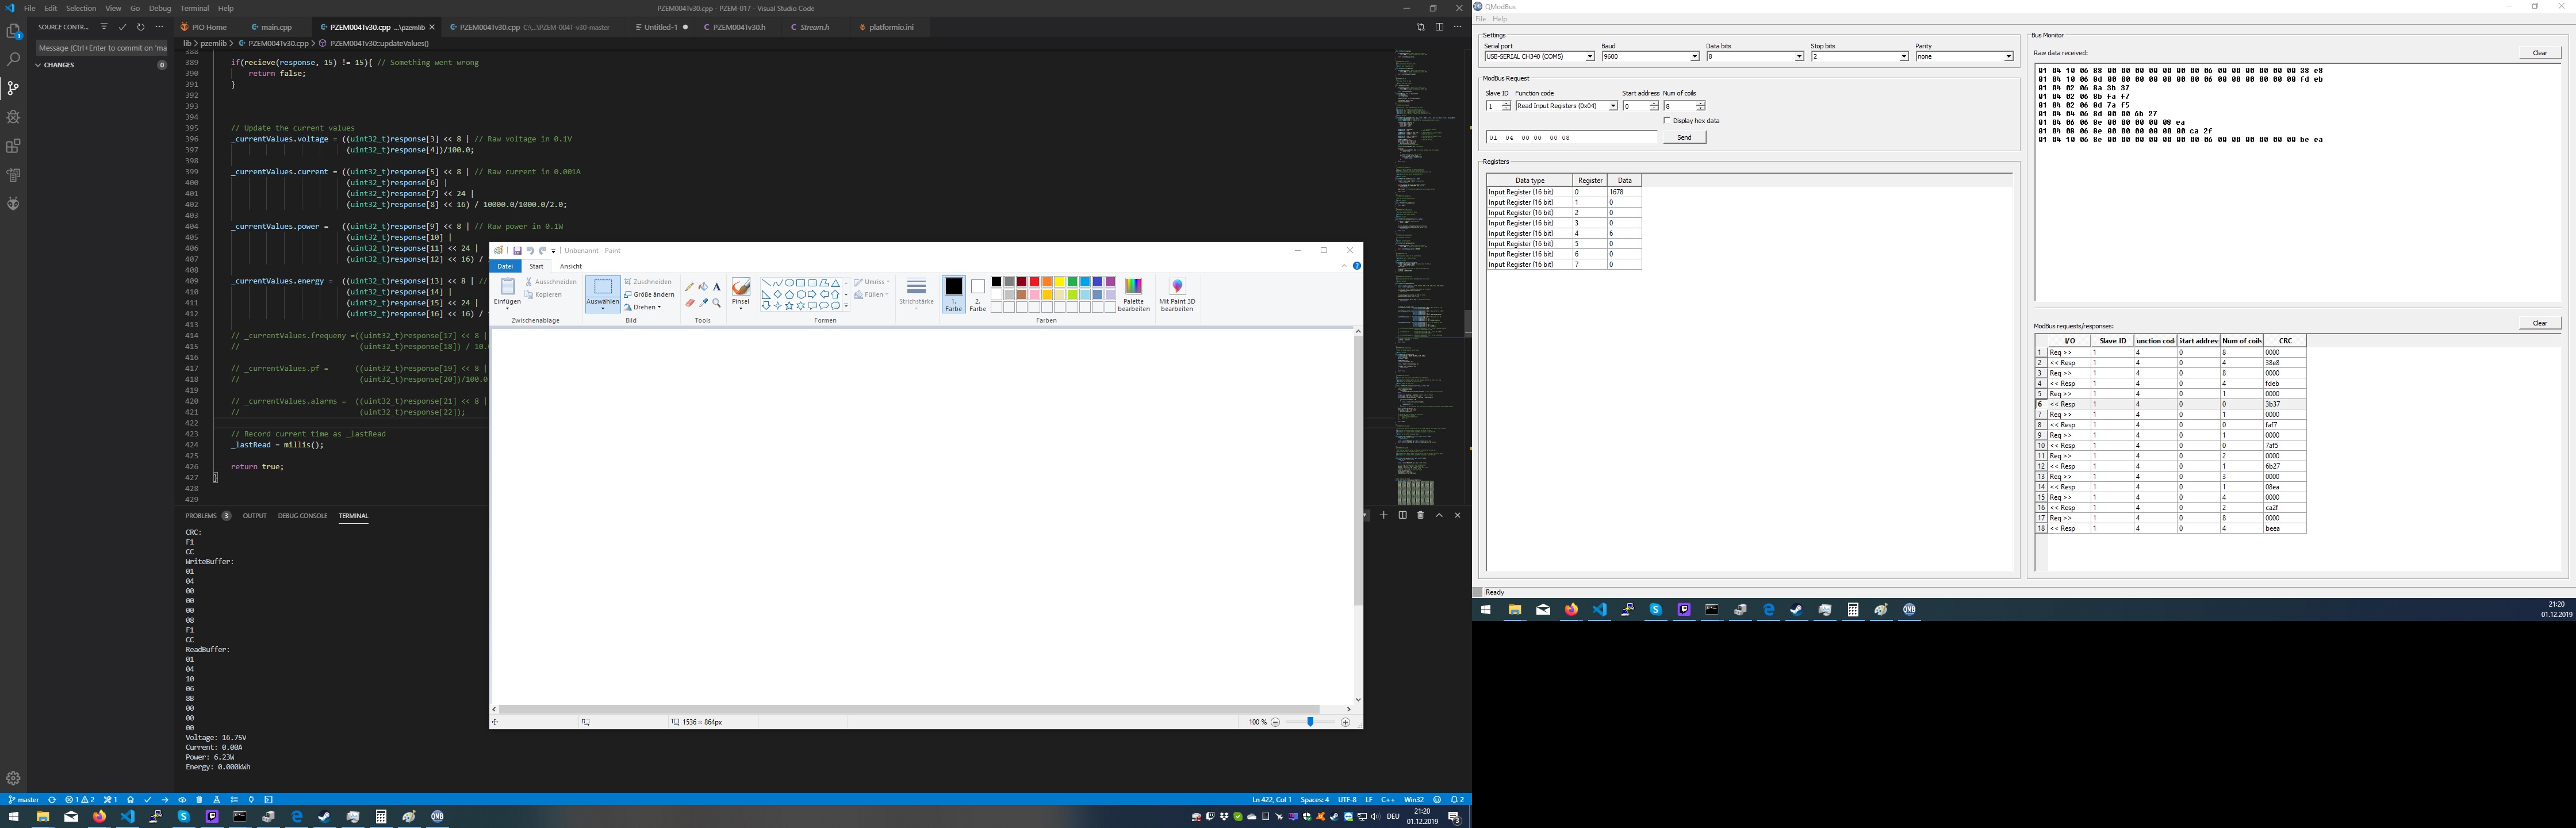 File Edit Selection View Go Debug Terminal Help
PZEM004Tv30.cpp - PZEM-017 - Visual Studio Code
SOURCE CONTR...
Message (Ctrl+Enter to commit on 'ma
CHANGES 0
PIO Home main.cpp PZEM004Tv30.cpp ...\pzemlib PZEM004Tv30.cpp C:\...\PZEM-004T-v30-master Untitled-1 PZEM004Tv30.h Stream.h platformio.ini
lib > pzemlib > PZEM004Tv30.cpp > PZEM004Tv30::updateValues()
388
389 if(recieve(response, 15) != 15){ // Something went wrong
390 return false;
391 }
392
393
394
395 // Update the current values
396 _currentValues.voltage = ((uint32_t)response[3] << 8 | // Raw voltage in 0.1V
397 (uint32_t)response[4])/100.0;
398
399 _currentValues.current = ((uint32_t)response[5] << 8 | // Raw current in 0.001A
400 (uint32_t)response[6] |
401 (uint32_t)response[7] << 24 |
402 (uint32_t)response[8] << 16) / 10000.0/1000.0/2.0;
403
404 _currentValues.power = ((uint32_t)response[9] << 8 | // Raw power in 0.1W
405 (uint32_t)response[10] |
406 (uint32_t)response[11] << 24 |
407 (uint32_t)response[12] << 16) /
408
409 _currentValues.energy = ((uint32_t)response[13] << 8 | //
410 (uint32_t)response[14] |
411 (uint32_t)response[15] << 24 |
412 (uint32_t)response[16] << 16) /
413
414 // _currentValues.frequeny =((uint32_t)response[17] << 8 |
415 // (uint32_t)response[18]) / 10.
416
417 // _currentValues.pf = ((uint32_t)response[19] << 8 |
418 // (uint32_t)response[20])/100.0
419
420 // _currentValues.alarms = ((uint32_t)response[21] << 8 |
421 // (uint32_t)response[22]);
422
423 // Record current time as _lastRead
424 _lastRead = millis();
425
426 return true;
427 }
428
429
PROBLEMS 3 OUTPUT DEBUG CONSOLE TERMINAL
CRC:
F1
CC
WriteBuffer:
01
04
00
00
00
08
F1
CC
ReadBuffer:
01
04
10
06
8B
00
00
00
Voltage: 16.75V
Current: 0.00A
Power: 6.23W
Energy: 0.000kWh
master 1 2 1
Ln 422, Col 1 Spaces: 4 UTF-8 LF C++ Win32 2
DEU 21:20
01.12.2019
Unbenannt - Paint
Datei Start Ansicht
Einfügen
Ausschneiden
Kopieren
Zwischenablage
Auswählen
Zuschneiden
Größe ändern
Drehen
Bild
A
Tools
Pinsel
Umriss
Füllen
Formen
Strichstärke
1. Farbe
2. Farbe
Farben
Palette bearbeiten
Mit Paint 3D bearbeiten
1536 × 864px
100 %
QModBus
File Help
Settings
Serial port Baud Data bits Stop bits Parity
USB-SERIAL CH340 (COM5) 9600 8 2 none
ModBus Request
Slave ID Function code Start address Num of coils
1 Read Input Registers (0x04) 0 8
Display hex data
01 04 00 00 00 08 Send
Registers
Data type Register Data
Input Register (16 bit) 0 1678
Input Register (16 bit) 1 0
Input Register (16 bit) 2 0
Input Register (16 bit) 3 0
Input Register (16 bit) 4 6
Input Register (16 bit) 5 0
Input Register (16 bit) 6 0
Input Register (16 bit) 7 0
Bus Monitor
Raw data received: Clear
01 04 10 06 88 00 00 00 00 00 00 00 06 00 00 00 00 00 00 38 e8
01 04 10 06 8d 00 00 00 00 00 00 00 06 00 00 00 00 00 00 fd eb
01 04 02 06 8a 3b 37
01 04 02 06 8b fa f7
01 04 02 06 8d 7a f5
01 04 04 06 8d 00 00 6b 27
01 04 06 06 8e 00 00 00 00 08 ea
01 04 08 06 8e 00 00 00 00 00 00 ca 2f
01 04 10 06 8e 00 00 00 00 00 00 00 06 00 00 00 00 00 00 be ea
ModBus requests/responses: Clear
I/O Slave ID unction code Num of coils CRC
1 Req >> 1 4 0 8 0000
2 << Resp 1 4 0 4 38e8
3 Req >> 1 4 0 8 0000
4 << Resp 1 4 0 4 fdeb
5 Req >> 1 4 0 1 0000
6 << Resp 1 4 0 0 3b37
7 Req >> 1 4 0 1 0000
8 << Resp 1 4 0 0 faf7
9 Req >> 1 4 0 1 0000
10 << Resp 1 4 0 0 7af5
11 Req >> 1 4 0 2 0000
12 << Resp 1 4 0 1 6b27
13 Req >> 1 4 0 3 0000
14 << Resp 1 4 0 1 08ea
15 Req >> 1 4 0 4 0000
16 << Resp 1 4 0 2 ca2f
17 Req >> 1 4 0 8 0000
18 << Resp 1 4 0 4 beea
Ready
21:20
01.12.2019